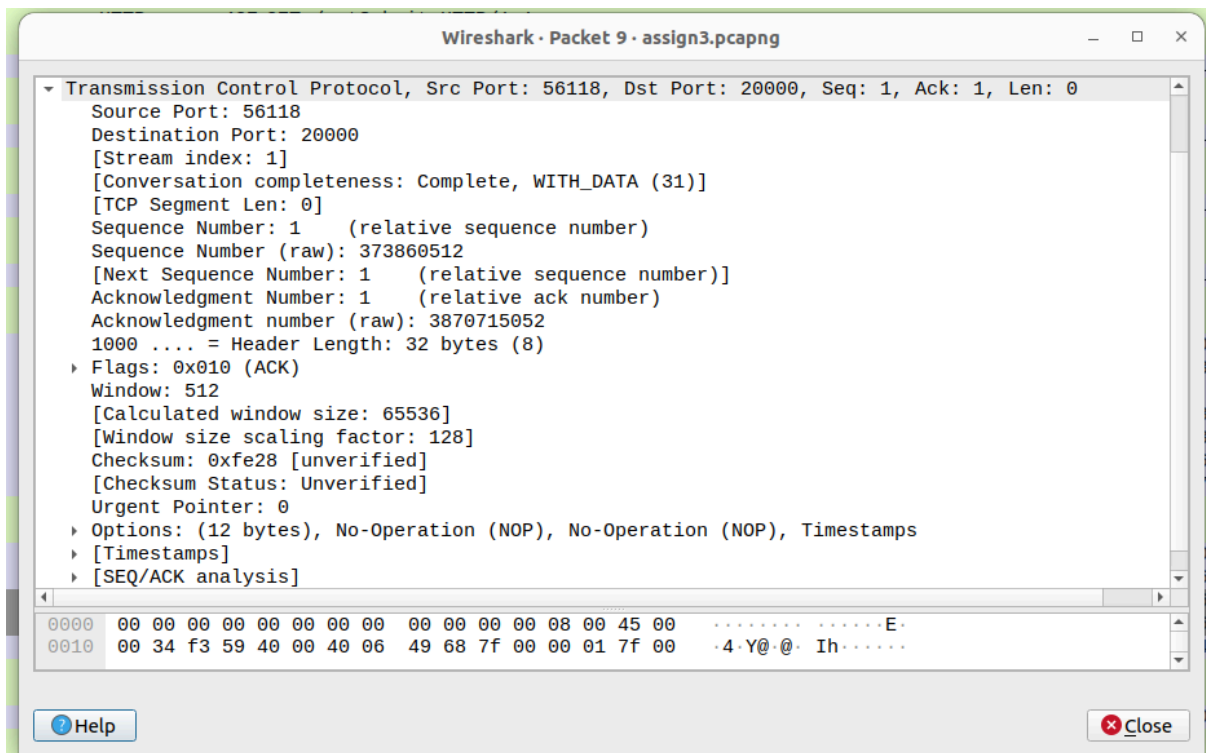 Wireshark · Packet 9 · assign3.pcapng
Transmission Control Protocol, Src Port: 56118, Dst Port: 20000, Seq: 1, Ack: 1, Len: 0
Source Port: 56118
Destination Port: 20000
[Stream index: 1]
[Conversation completeness: Complete, WITH_DATA (31)]
[TCP Segment Len: 0]
Sequence Number: 1    (relative sequence number)
Sequence Number (raw): 373860512
[Next Sequence Number: 1    (relative sequence number)]
Acknowledgment Number: 1    (relative ack number)
Acknowledgment number (raw): 3870715052
1000 .... = Header Length: 32 bytes (8)
Flags: 0x010 (ACK)
Window: 512
[Calculated window size: 65536]
[Window size scaling factor: 128]
Checksum: 0xfe28 [unverified]
[Checksum Status: Unverified]
Urgent Pointer: 0
Options: (12 bytes), No-Operation (NOP), No-Operation (NOP), Timestamps
[Timestamps]
[SEQ/ACK analysis]
0000  00 00 00 00 00 00 00 00  00 00 00 00 08 00 45 00  ········ ······E·
0010  00 34 f3 59 40 00 40 06  49 68 7f 00 00 01 7f 00  ·4·Y@·@· Ih······
Help
Close